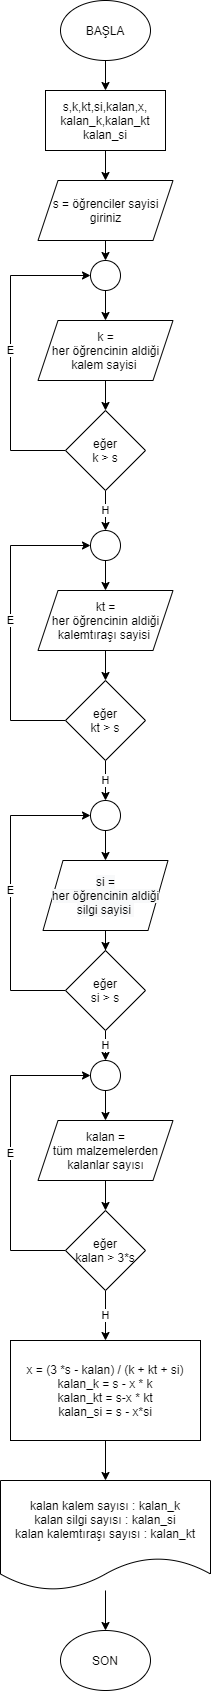 BAŞLA
s,k,kt,si,kalan,x,
kalan_k,kalan_kt
kalan_si
s = öğrenciler sayisi
giriniz
E
k =
her öğrencinin aldiği
kalem sayisi
eğer
k > s
H
E
kt =
her öğrencinin aldiği
kalemtıraşı sayisi
eğer
kt > s
H
E
si =
her öğrencinin aldiği
silgi sayisi
eğer
si > s
H
E
kalan =
tüm malzemelerden
kalanlar sayısı
eğer
kalan > 3*s
H
x = (3 *s - kalan) / (k + kt + si)
kalan_k = s - x * k
kalan_kt = s-x * kt
kalan_si = s - x*si
kalan kalem sayısı : kalan_k
kalan silgi sayısı : kalan_si
kalan kalemtıraşı sayısı : kalan_kt
SON